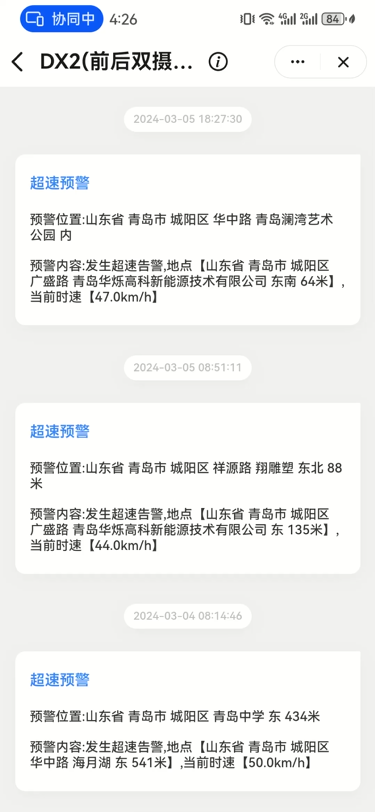 协同中 4:26 4G 2G 84
DX2(前后双摄...
2024-03-05 18:27:30
超速预警
预警位置:山东省 青岛市 城阳区 华中路 青岛澜湾艺术
公园 内
预警内容:发生超速告警,地点【山东省 青岛市 城阳区
广盛路 青岛华烁高科新能源技术有限公司 东南 64米】,
当前时速【47.0km/h】
2024-03-05 08:51:11
超速预警
预警位置:山东省 青岛市 城阳区 祥源路 翔雕塑 东北 88
米
预警内容:发生超速告警,地点【山东省 青岛市 城阳区
广盛路 青岛华烁高科新能源技术有限公司 东 135米】,
当前时速【44.0km/h】
2024-03-04 08:14:46
超速预警
预警位置:山东省 青岛市 城阳区 青岛中学 东 434米
预警内容:发生超速告警,地点【山东省 青岛市 城阳区
华中路 海月湖 东 541米】,当前时速【50.0km/h】